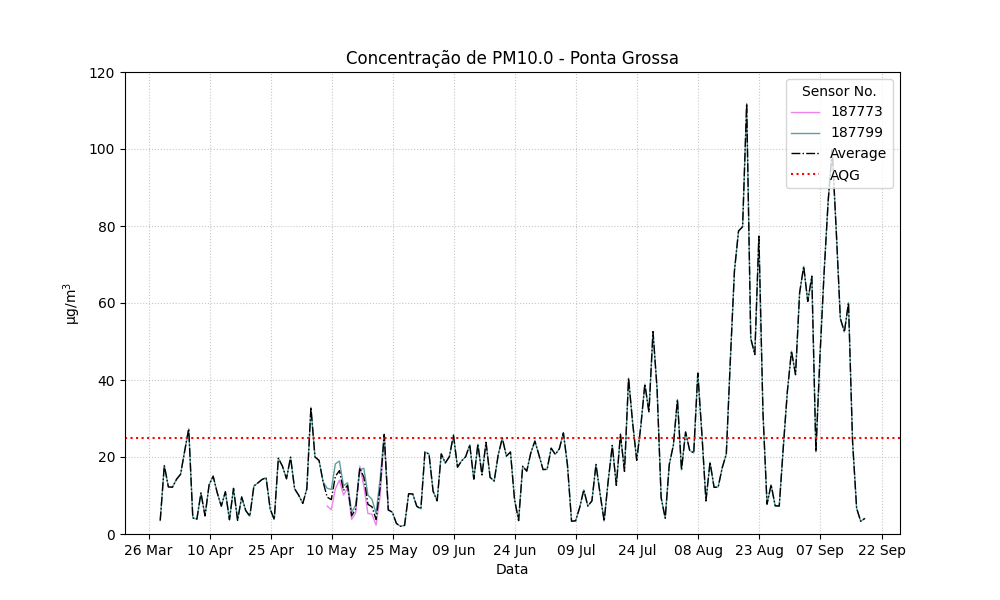 Concentração de PM10.0 - Ponta Grossa
Sensor No.
187773
187799
Average
AQG
120
100
80
60
40
20
0
µg/m³
26 Mar
10 Apr
25 Apr
10 May
25 May
09 Jun
24 Jun
09 Jul
24 Jul
08 Aug
23 Aug
07 Sep
22 Sep
Data